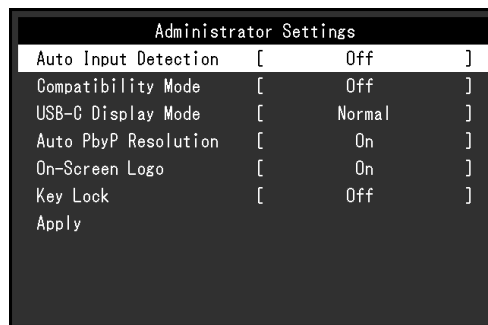 Administrator Settings
Auto Input Detection [ Off ]
Compatibility Mode [ Off ]
USB-C Display Mode [ Normal ]
Auto PbyP Resolution [ On ]
On-Screen Logo [ On ]
Key Lock [ Off ]
Apply